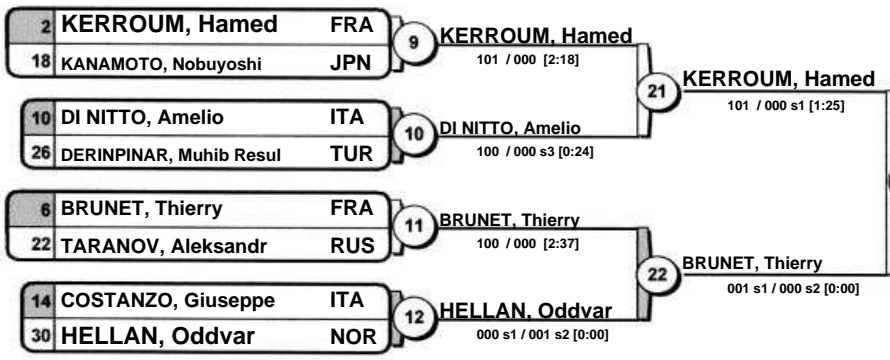 2 KERROUM, Hamed FRA
18 KANAMOTO, Nobuyoshi JPN
9
KERROUM, Hamed
101 / 000 [2:18]
10 DI NITTO, Amelio ITA
26 DERINPINAR, Muhib Resul TUR
10
DI NITTO, Amelio
100 / 000 s3 [0:24]
21
KERROUM, Hamed
101 / 000 s1 [1:25]
6 BRUNET, Thierry FRA
22 TARANOV, Aleksandr RUS
11
BRUNET, Thierry
100 / 000 [2:37]
14 COSTANZO, Giuseppe ITA
30 HELLAN, Oddvar NOR
12
HELLAN, Oddvar
000 s1 / 001 s2 [0:00]
22
BRUNET, Thierry
001 s1 / 000 s2 [0:00]